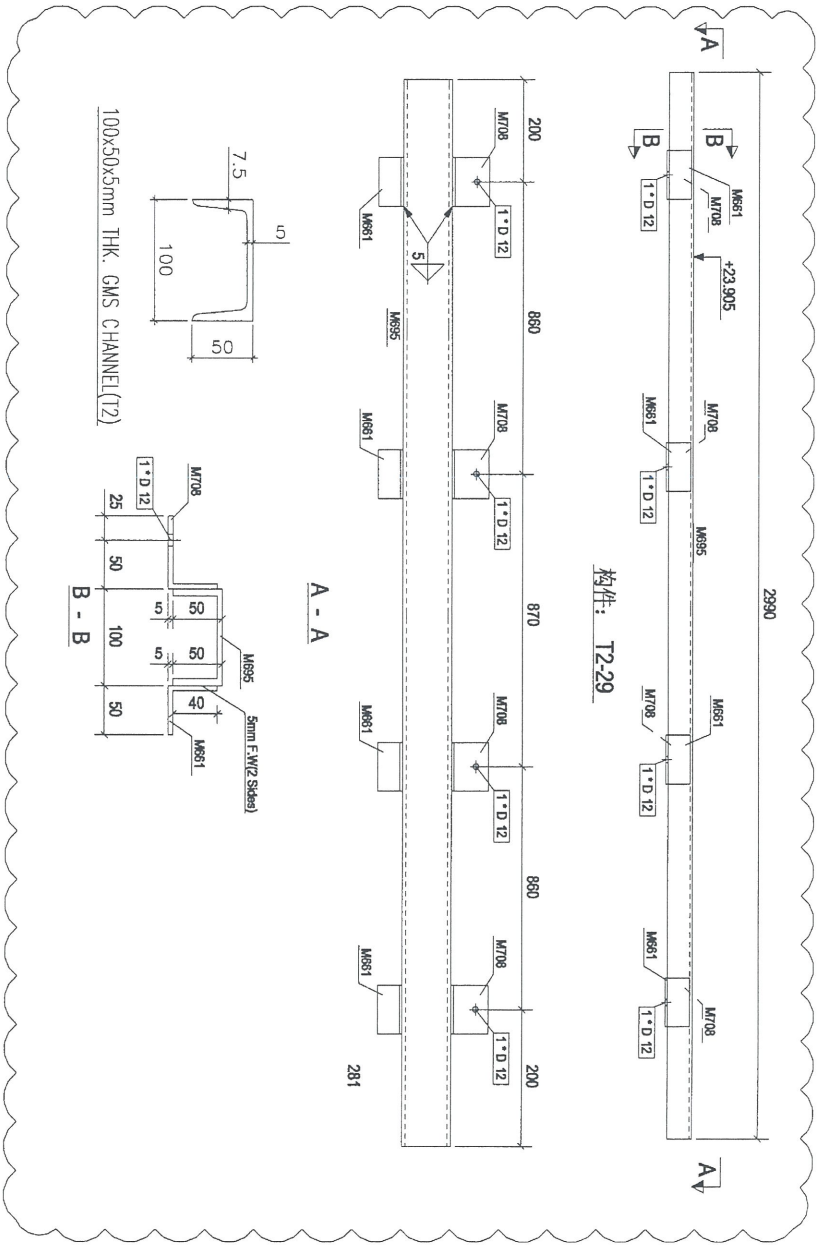 2990
A
A
B
B
M661
M708
1*D 12
+23.905
M708
M661
1*D 12
M695
M661
M708
1*D 12
M661
M708
1*D 12
构件： T2-29
200
860
870
860
200
M708
1*D 12
M661
5
M695
M708
1*D 12
M661
M708
1*D 12
M661
M708
1*D 12
M661
281
A - A
7.5
5
100
50
100x50x5mm THK. GMS CHANNEL(T2)
M708
1*D 12
M695
5mm F.W(2 Sides)
M661
50
50
40
5
5
25
50
100
50
B - B